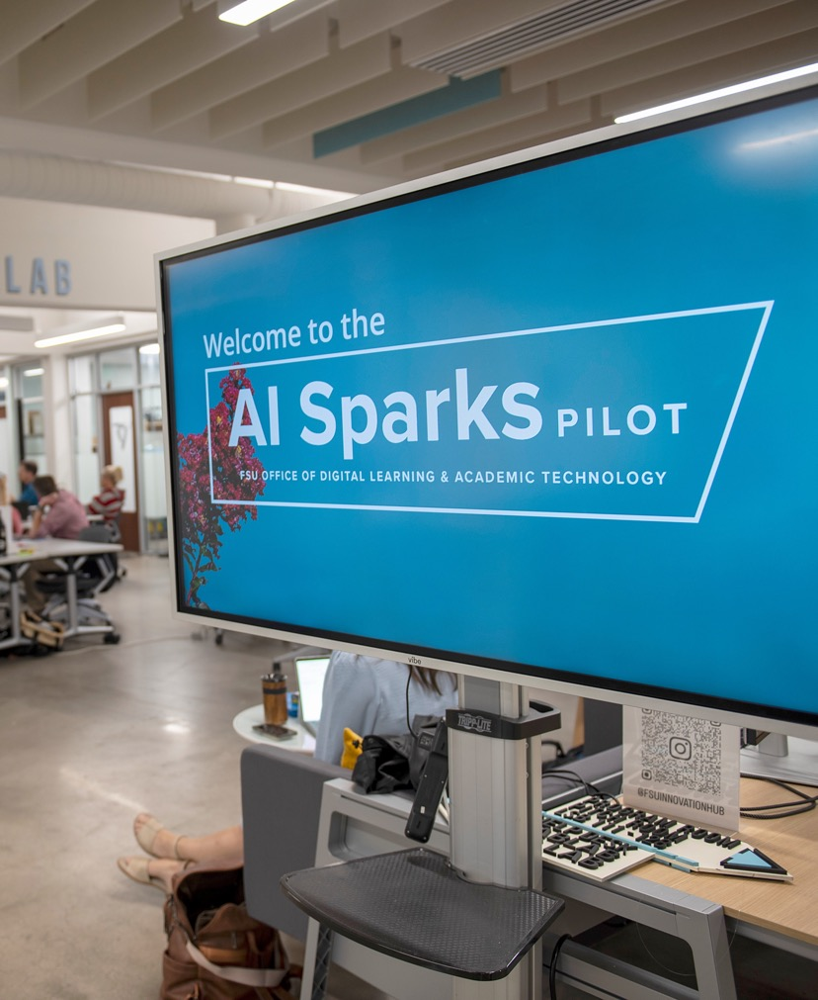 LAB
Welcome to the
AI Sparks PILOT
FSU OFFICE OF DIGITAL LEARNING & ACADEMIC TECHNOLOGY
vibe
TRIPP-LITE
@FSUINNOVATIONHUB